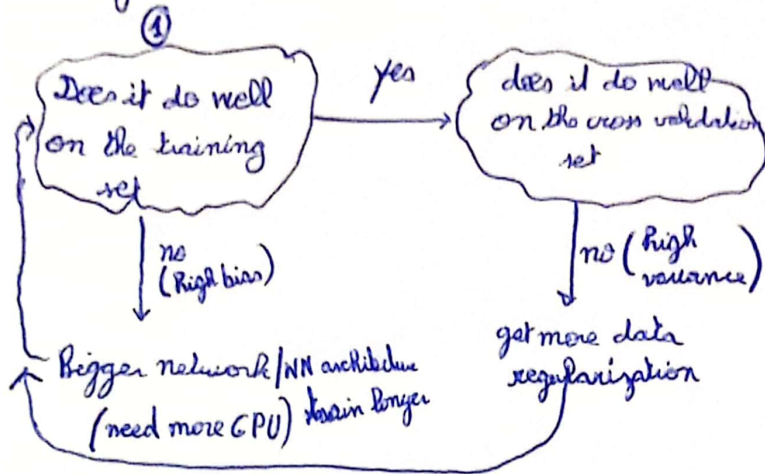 ①
Does it do well
on the training
set
yes
does it do well
on the cross validation
set
no
(high bias)
no (high
variance)
Bigger network/NN architecture
(need more GPU) train longer
get more data
regularization